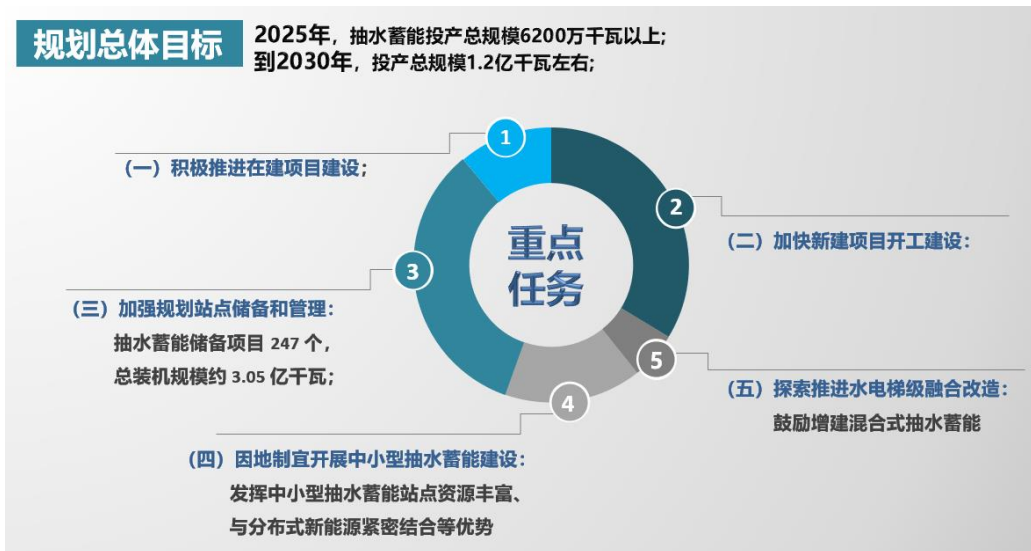 规划总体目标
2025年，抽水蓄能投产总规模6200万千瓦以上;
到2030年，投产总规模1.2亿千瓦左右;
1
（一）积极推进在建项目建设;
2
（二）加快新建项目开工建设:
重点
任务
3
（三）加强规划站点储备和管理:
抽水蓄能储备项目 247 个，
总装机规模约 3.05 亿千瓦;
5
（五）探索推进水电梯级融合改造:
鼓励增建混合式抽水蓄能
4
（四）因地制宜开展中小型抽水蓄能建设:
发挥中小型抽水蓄能站点资源丰富、
与分布式新能源紧密结合等优势